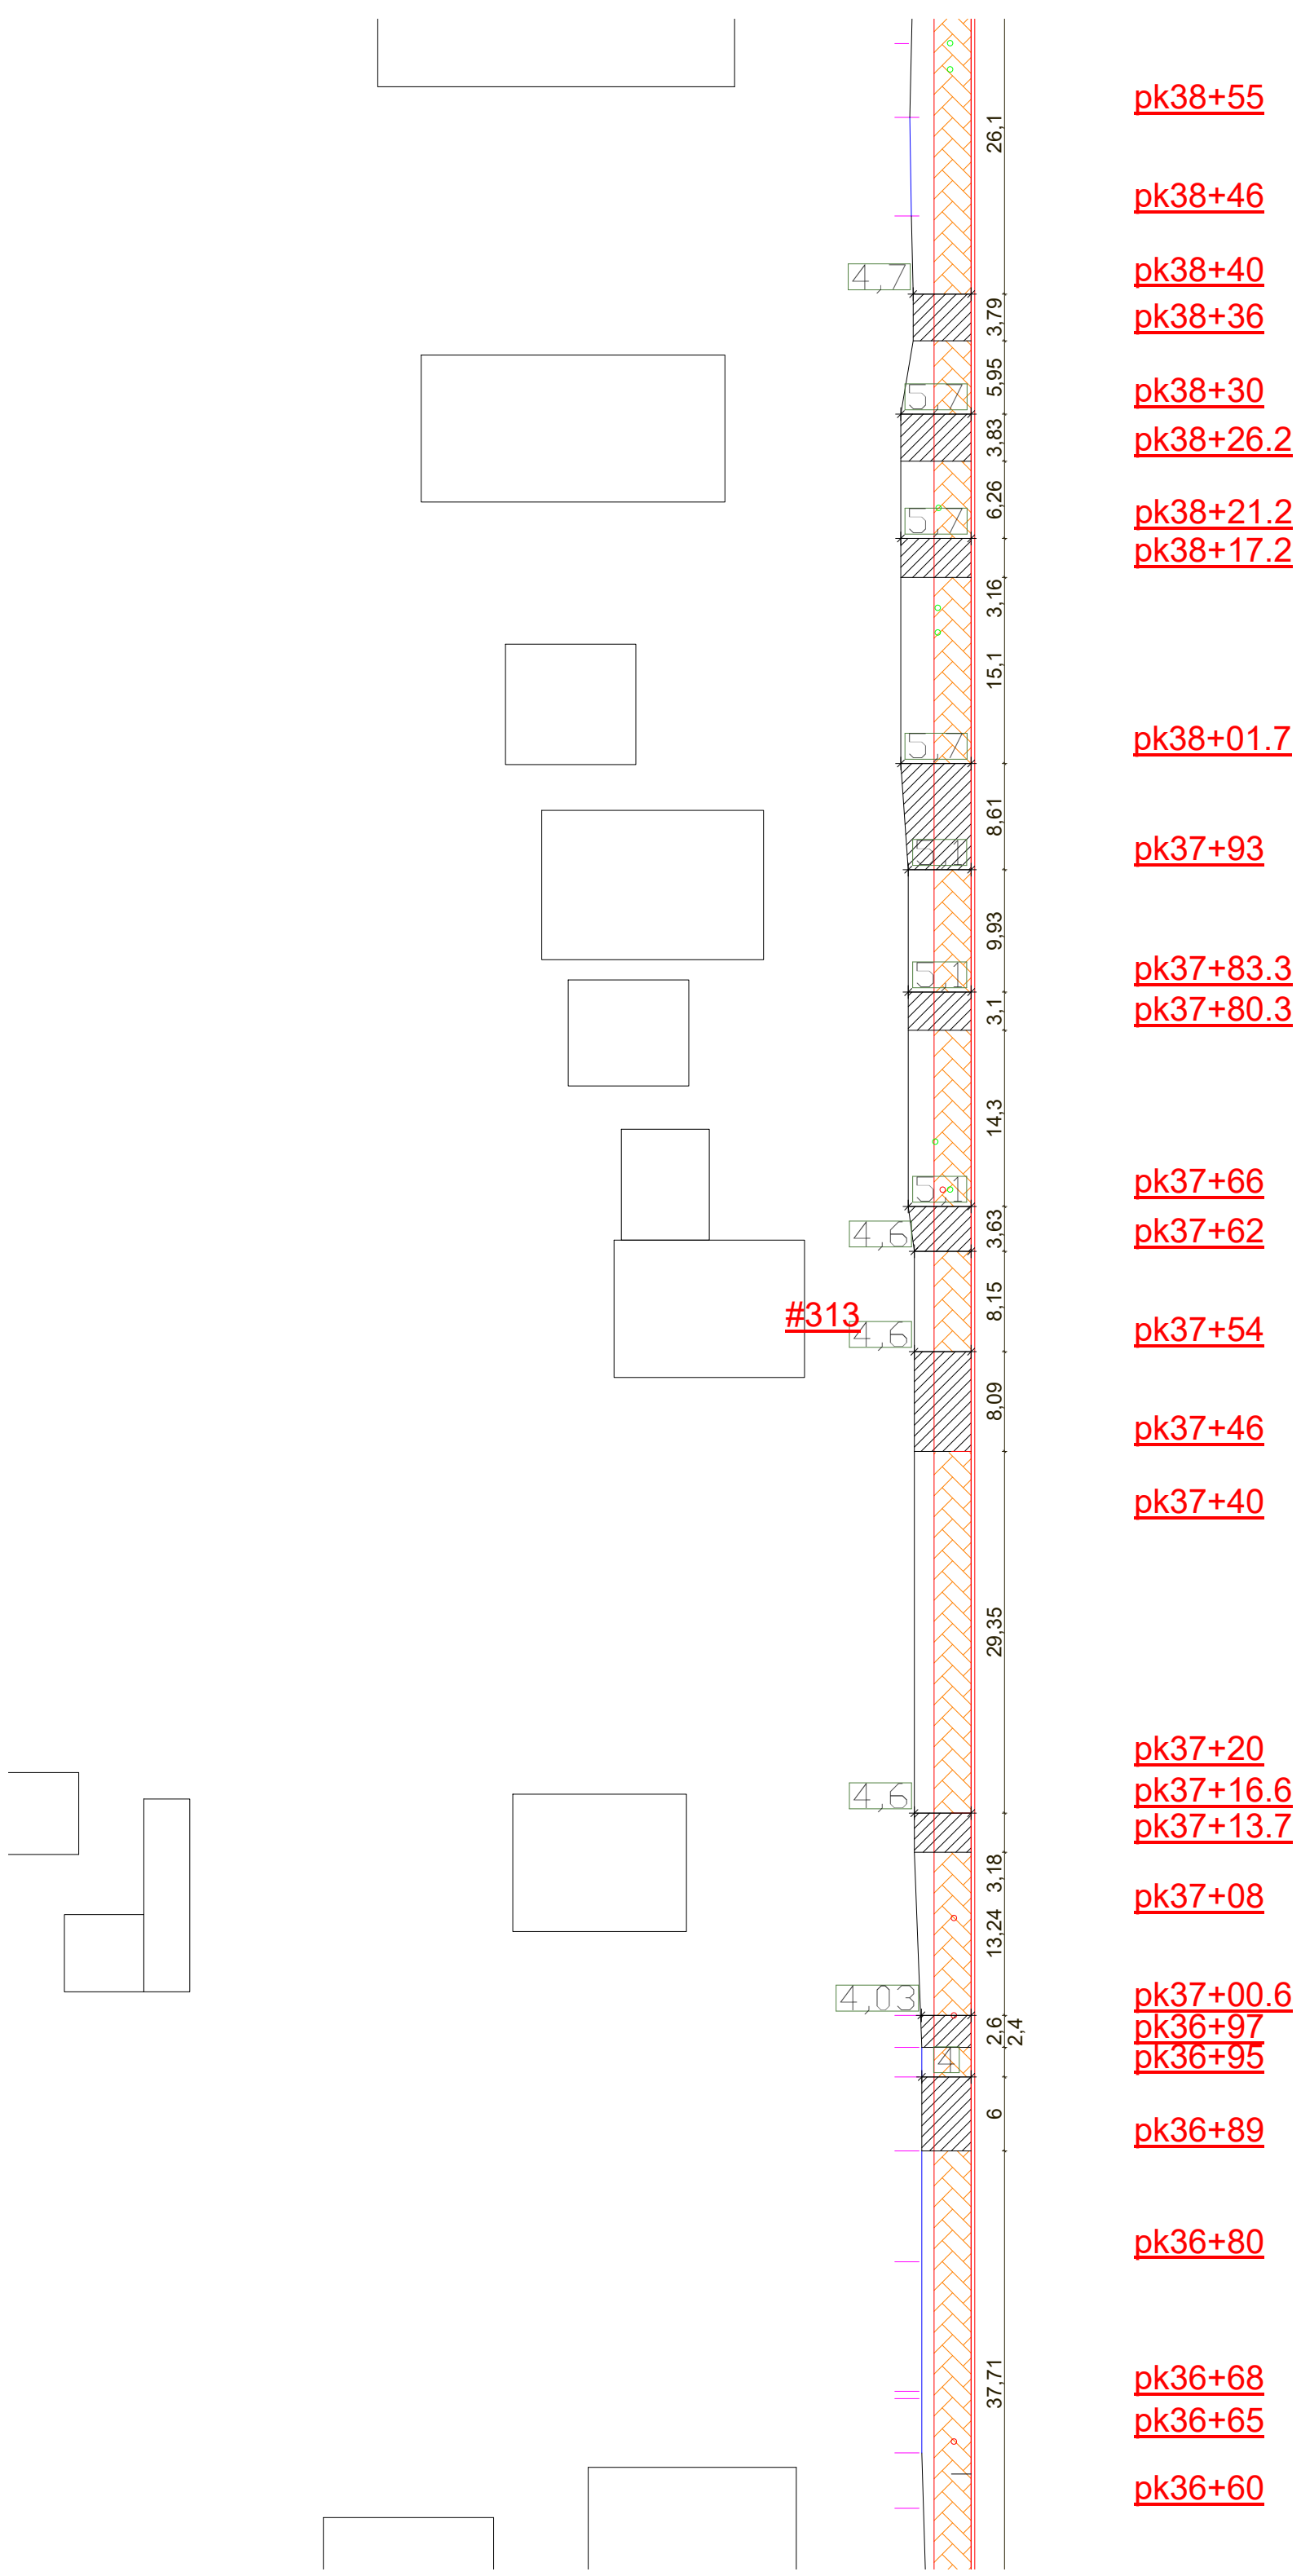 pk38+55
26,1
pk38+46
pk38+40
4,7
3,79
pk38+36
5,95
pk38+30
5,7
3,83
pk38+26.2
6,26
pk38+21.2
5,7
pk38+17.2
3,16
15,1
pk38+01.7
5,7
8,61
pk37+93
5,1
9,93
pk37+83.3
5,1
pk37+80.3
3,1
14,3
pk37+66
5,1
3,63
pk37+62
4,6
8,15
#313
pk37+54
4,6
8,09
pk37+46
pk37+40
29,35
pk37+20
pk37+16.6
4,6
pk37+13.7
3,18
pk37+08
13,24
pk37+00.6
4,03
2,6
2,4
pk36+97
pk36+95
4
6
pk36+89
pk36+80
37,71
pk36+68
pk36+65
pk36+60